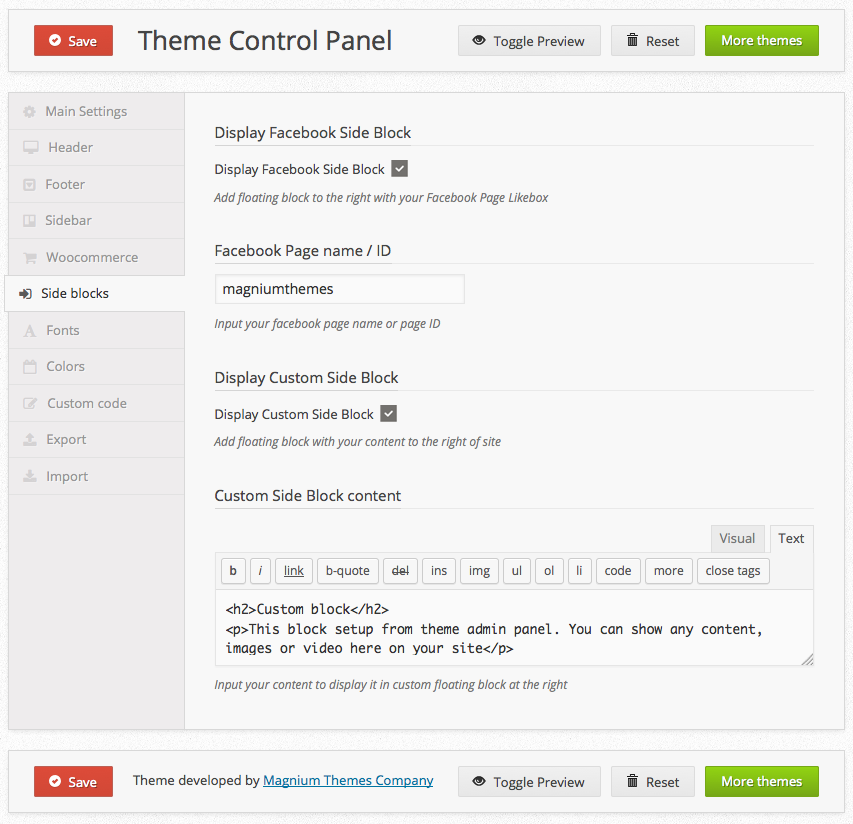 Save
Theme Control Panel
Toggle Preview
Reset
More themes
Main Settings
Header
Footer
Sidebar
Woocommerce
Side blocks
Fonts
Colors
Custom code
Export
Import
Display Facebook Side Block
Display Facebook Side Block
Add floating block to the right with your Facebook Page Likebox
Facebook Page name / ID
magniumthemes
Input your facebook page name or page ID
Display Custom Side Block
Display Custom Side Block
Add floating block with your content to the right of site
Custom Side Block content
Visual
Text
b
i
link
b-quote
del
ins
img
ul
ol
li
code
more
close tags
<h2>Custom block</h2>
<p>This block setup from theme admin panel. You can show any content,
images or video here on your site</p>
Input your content to display it in custom floating block at the right
Save
Theme developed by Magnium Themes Company
Toggle Preview
Reset
More themes